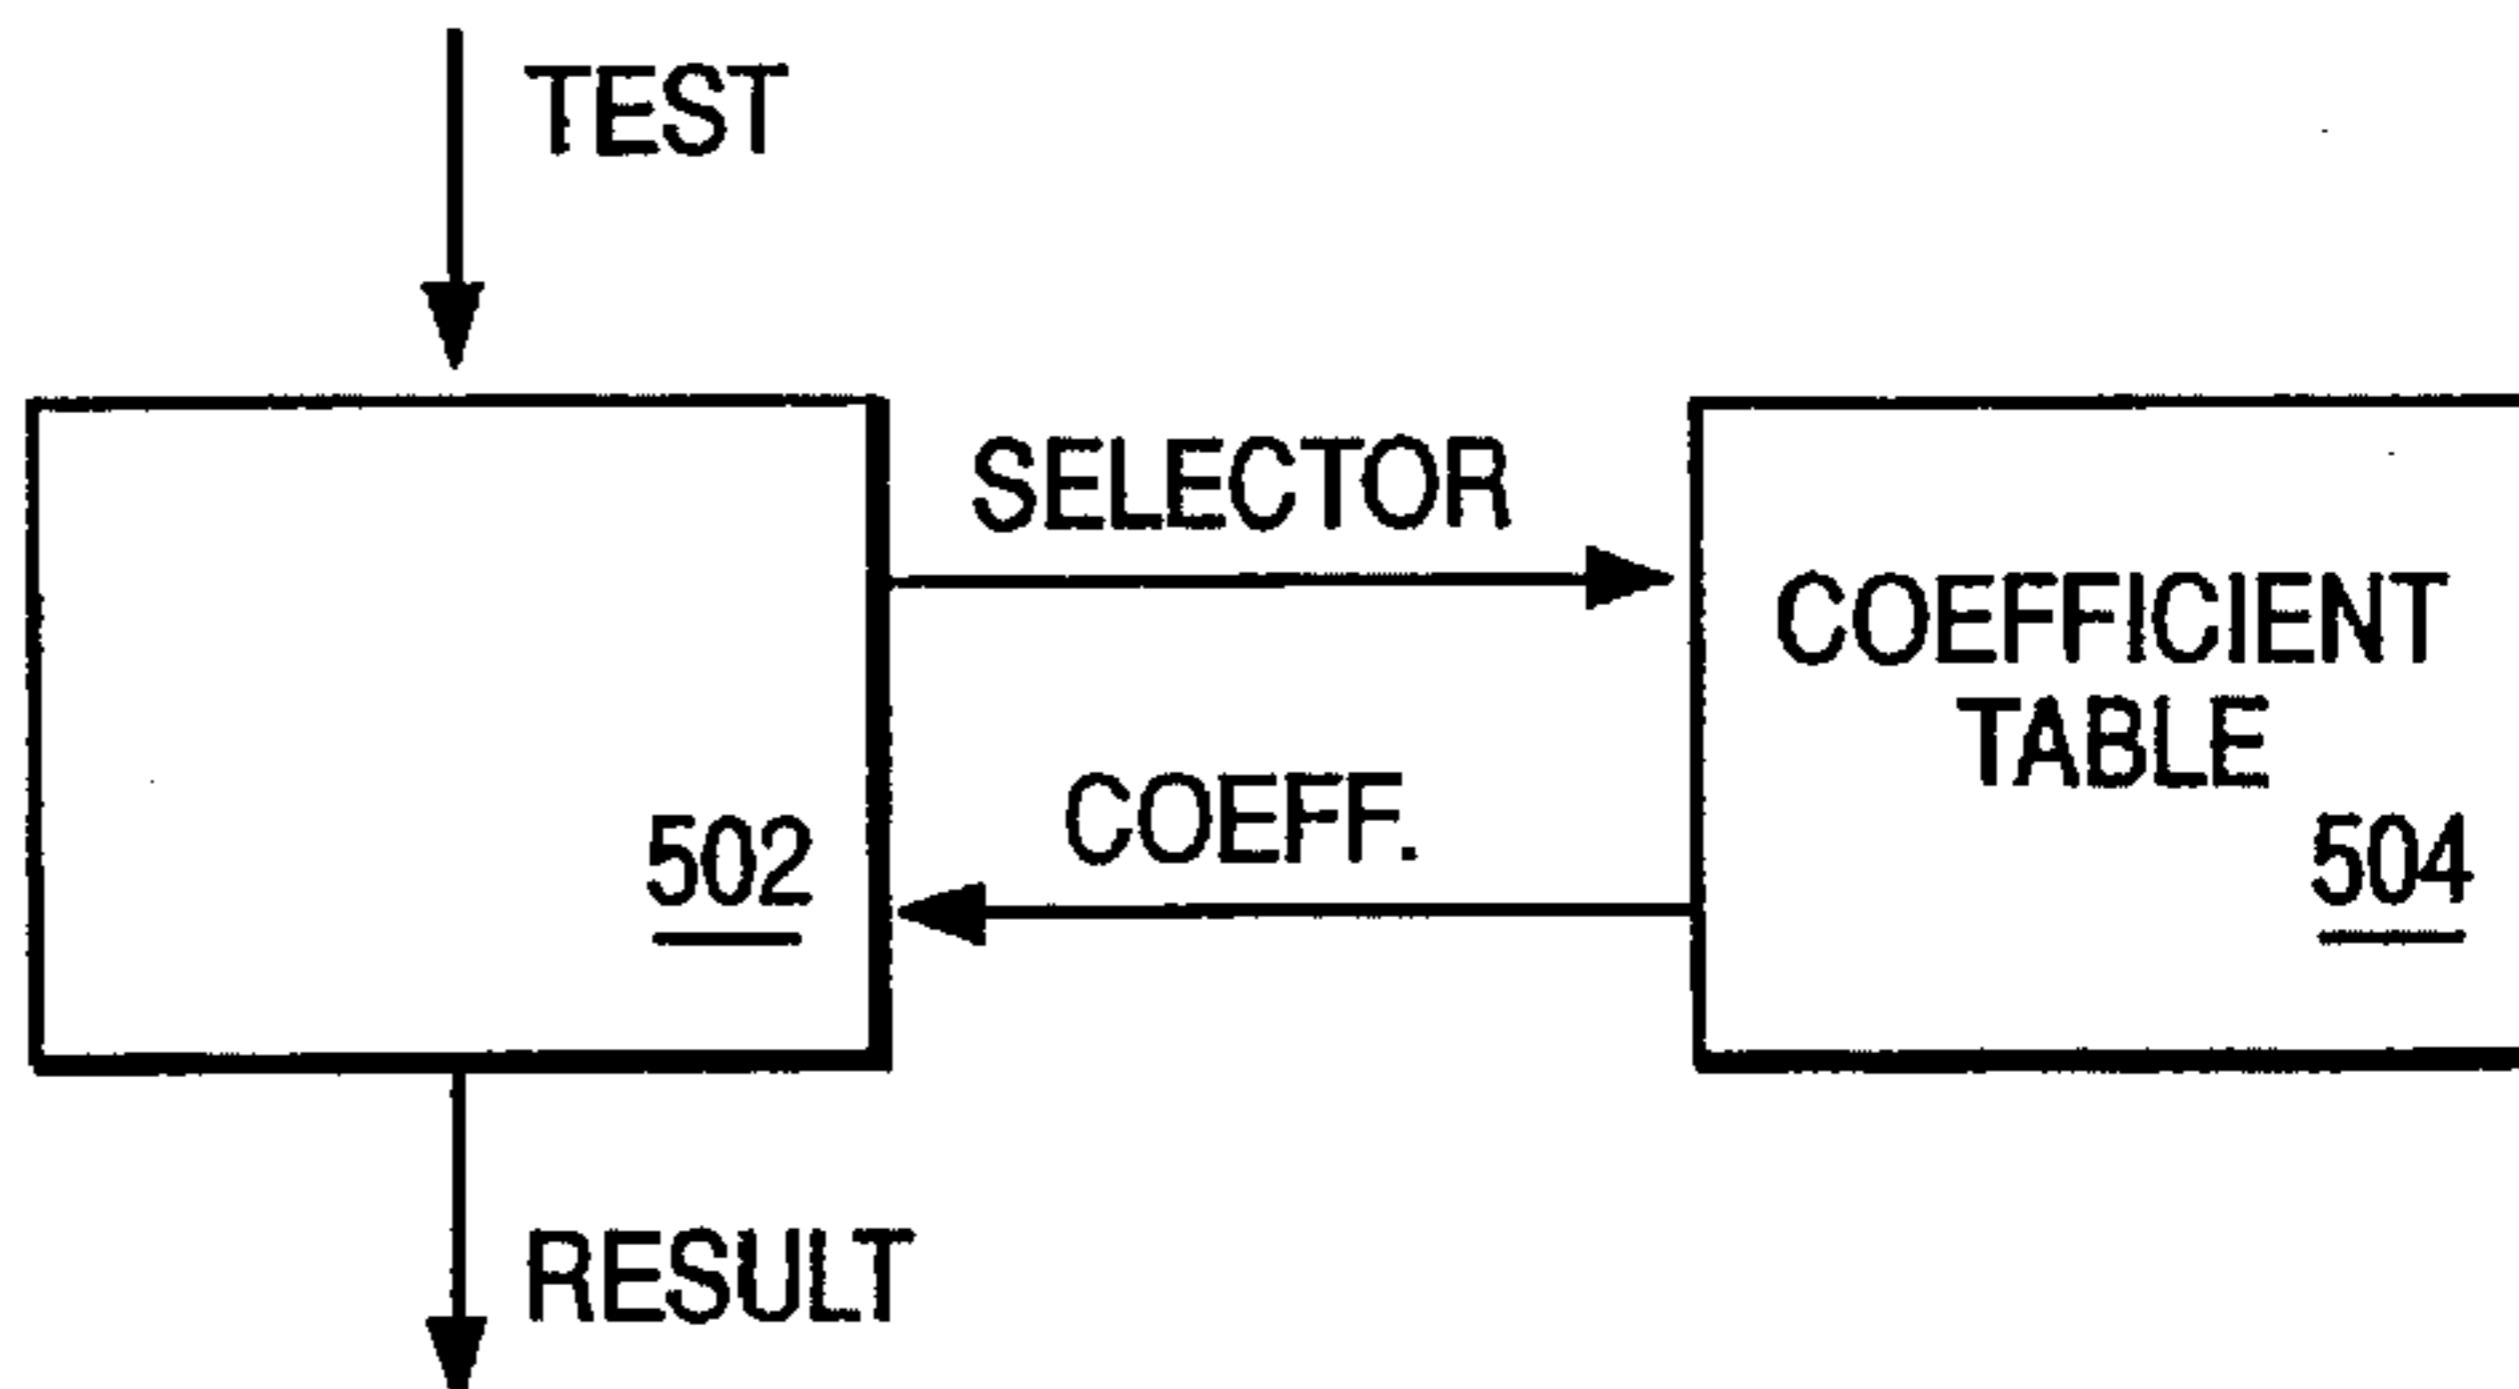 TEST
SELECTOR
COEFFICIENT
TABLE
COEFF.
502
504
RESULT